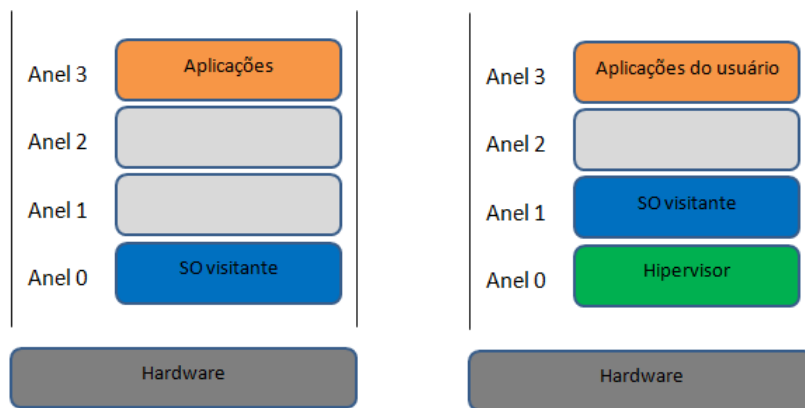 Anel 3
Aplicações
Anel 2
Anel 1
Anel 0
SO visitante
Hardware
Anel 3
Aplicações do usuário
Anel 2
Anel 1
SO visitante
Anel 0
Hipervisor
Hardware